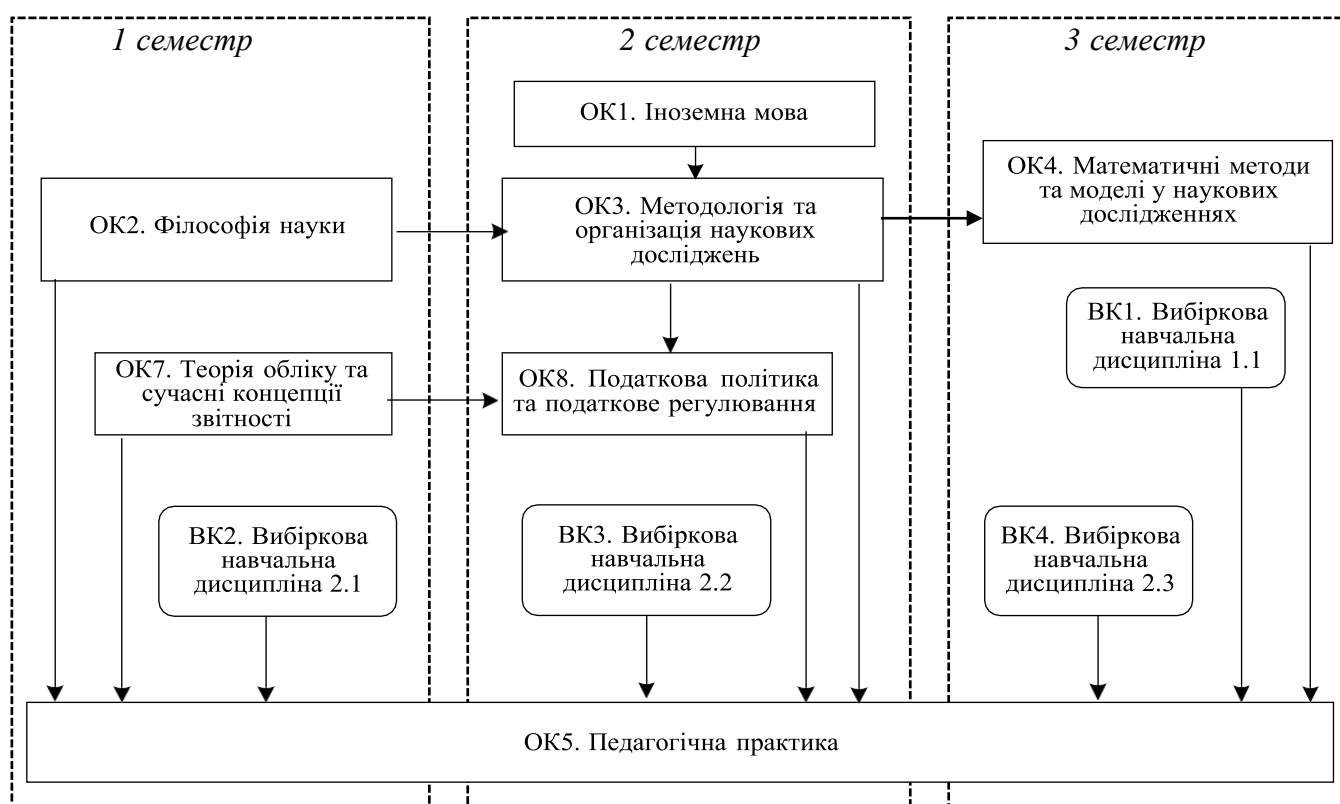 1 семестр
2 семестр
3 семестр
ОК1. Іноземна мова
ОК2. Філософія науки
ОК3. Методологія та
організація наукових
досліджень
ОК4. Математичні методи
та моделі у наукових
дослідженнях
ВК1. Вибіркова
навчальна
дисципліна 1.1
ОК7. Теорія обліку та
сучасні концепції
звітності
ОК8. Податкова політика
та податкове регулювання
ВК2. Вибіркова
навчальна
дисципліна 2.1
ВК3. Вибіркова
навчальна
дисципліна 2.2
ВК4. Вибіркова
навчальна
дисципліна 2.3
ОК5. Педагогічна практика